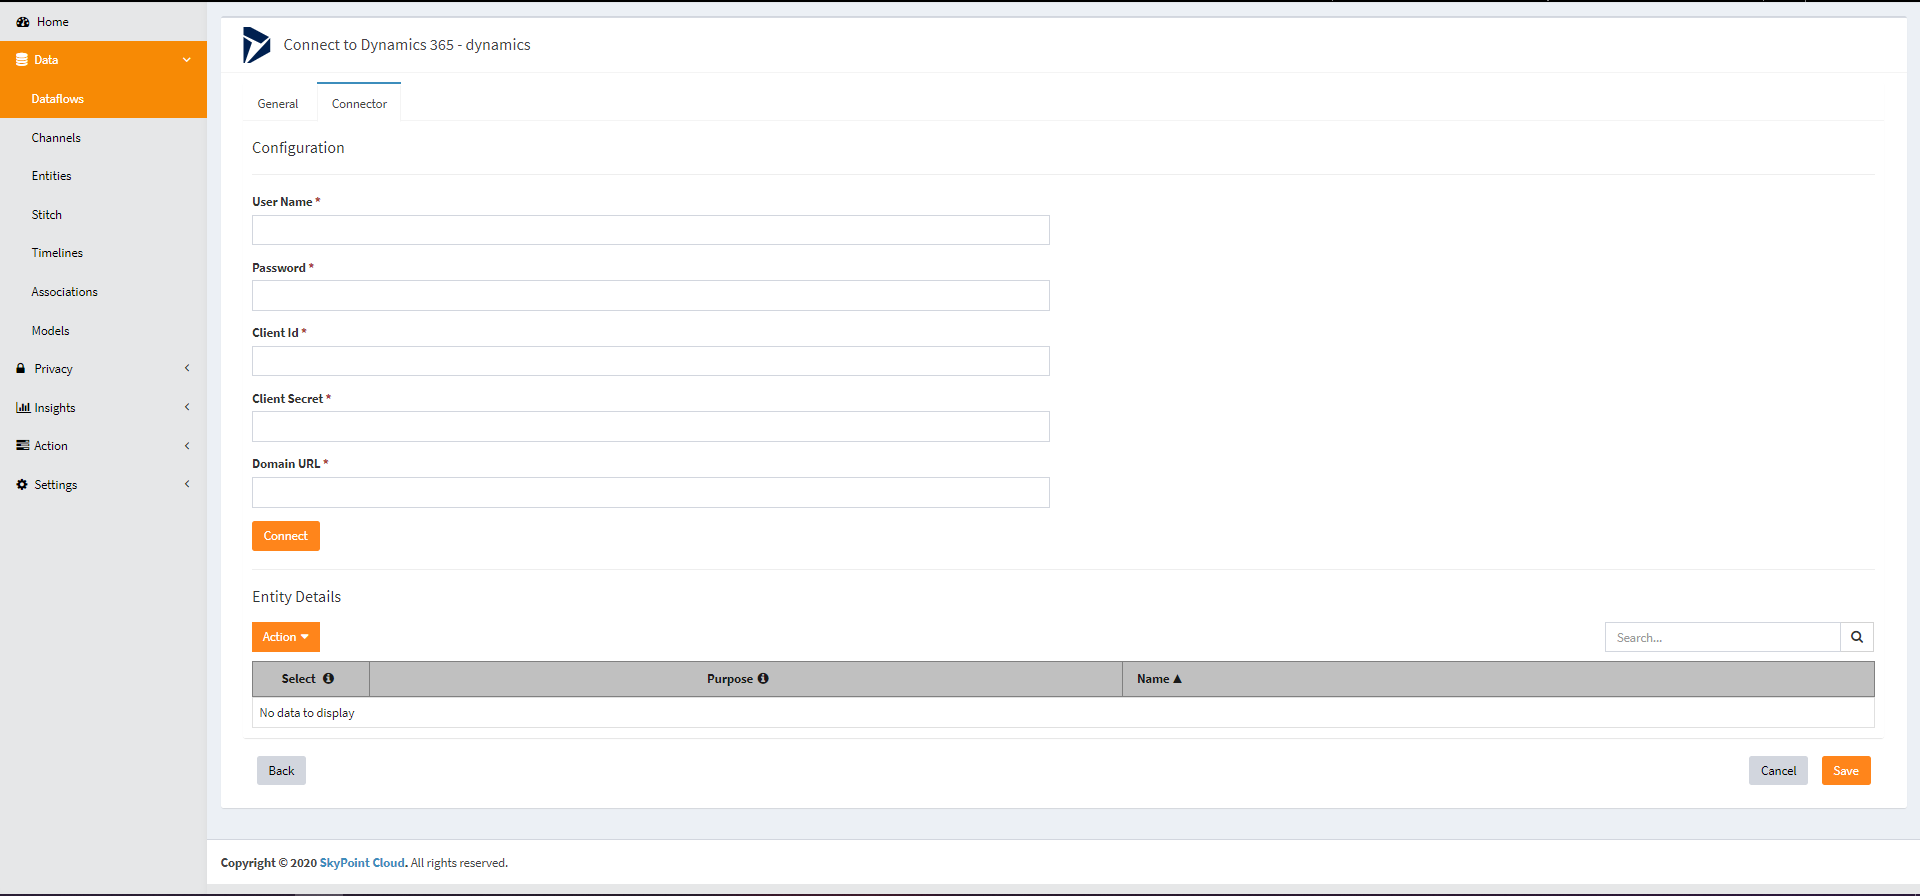 Home
Data
Dataflows
Channels
Entities
Stitch
Timelines
Associations
Models
Privacy
Insights
Action
Settings
Connect to Dynamics 365 - dynamics
General Connector
Configuration
User Name *
Password *
Client Id *
Client Secret *
Domain URL *
Connect
Entity Details
Action Search...
Select Purpose Name
No data to display
Back Cancel Save
Copyright © 2020 SkyPoint Cloud. All rights reserved.